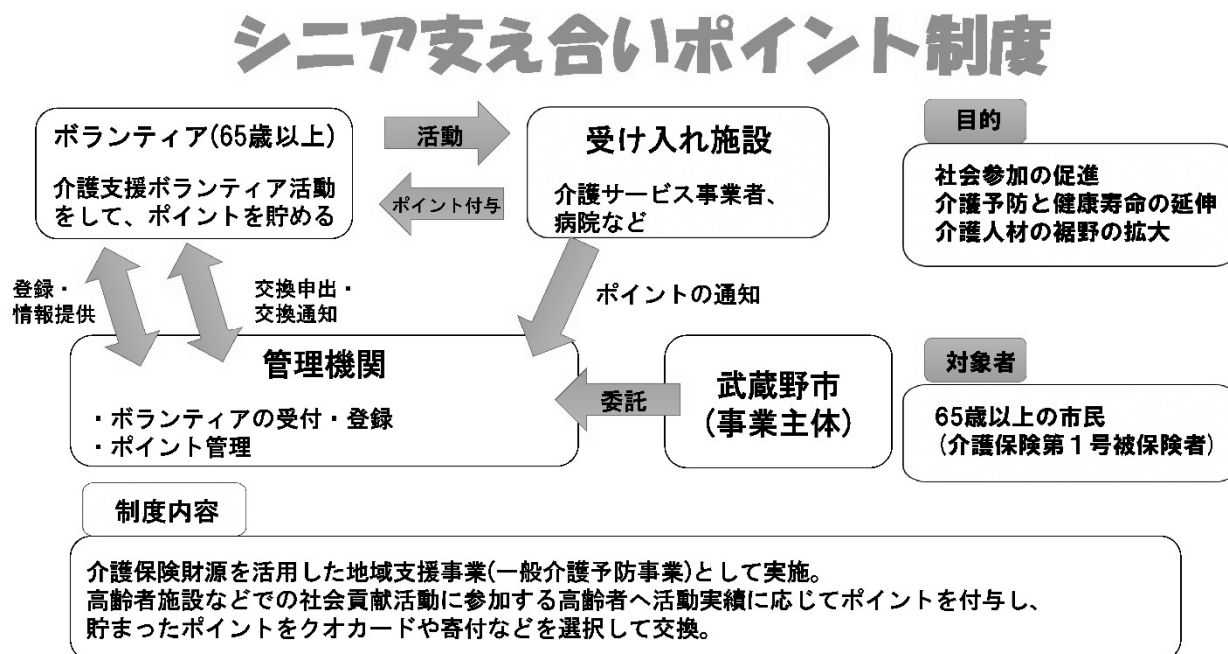 シニア支え合いポイント制度
ボランティア(65歳以上)
介護支援ボランティア活動
をして、ポイントを貯める
活動
ポイント付与
受け入れ施設
介護サービス事業者、
病院など
目的
社会参加の促進
介護予防と健康寿命の延伸
介護人材の裾野の拡大
登録・
情報提供
交換申出・
交換通知
ポイントの通知
管理機関
・ボランティアの受付・登録
・ポイント管理
委託
武蔵野市
(事業主体)
対象者
65歳以上の市民
(介護保険第1号被保険者)
制度内容
介護保険財源を活用した地域支援事業(一般介護予防事業)として実施。
高齢者施設などでの社会貢献活動に参加する高齢者へ活動実績に応じてポイントを付与し、
貯まったポイントをクオカードや寄付などを選択して交換。